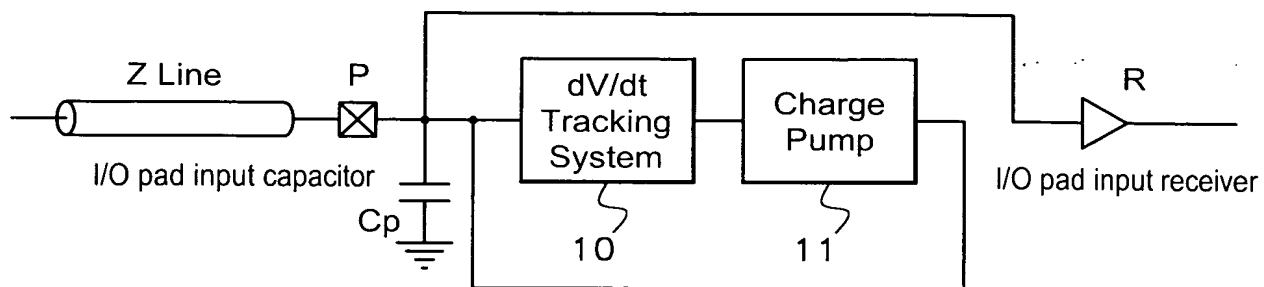 Z Line
P
dV/dt
Tracking
System
Charge
Pump
R
I/O pad input capacitor
I/O pad input receiver
Cp
10
11